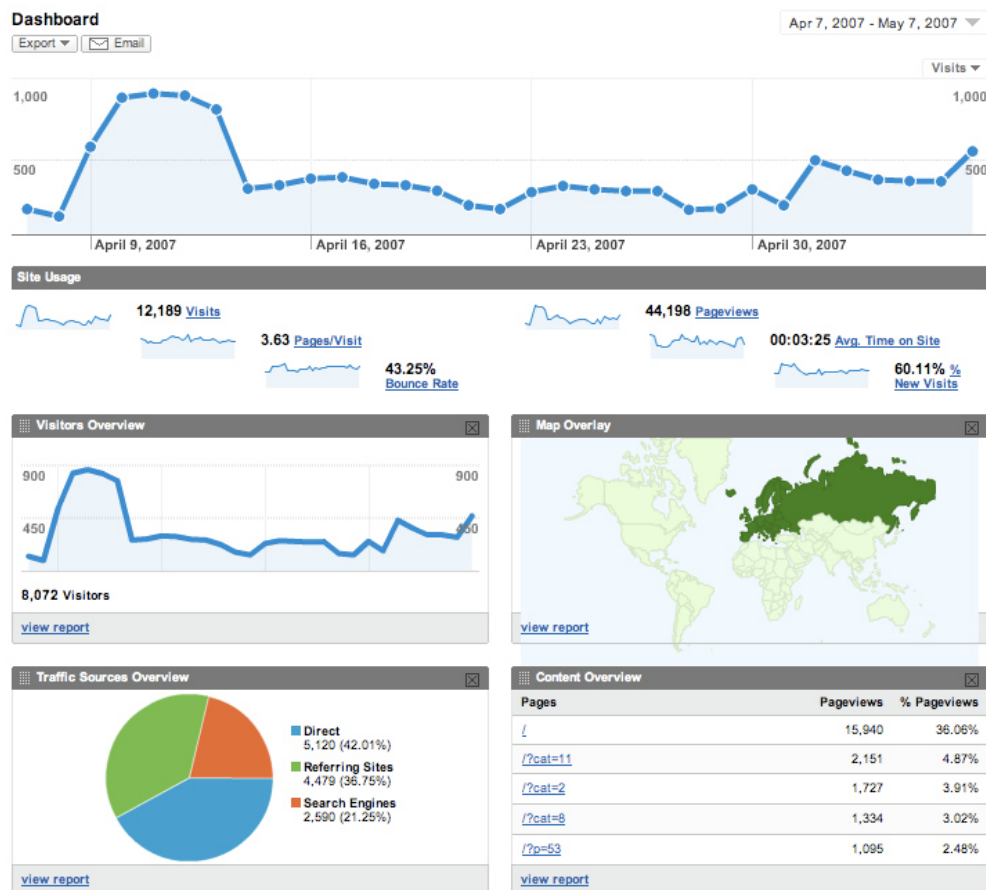 Dashboard
Apr 7, 2007 - May 7, 2007
Export
Email
Visits
1,000
1,000
500
500
April 9, 2007
April 16, 2007
April 23, 2007
April 30, 2007
Site Usage
12,189 Visits
44,198 Pageviews
3.63 Pages/Visit
00:03:25 Avg. Time on Site
43.25%
Bounce Rate
60.11% %
New Visits
Visitors Overview
900
900
450
450
8,072 Visitors
view report
Map Overlay
view report
Traffic Sources Overview
Direct
5,120 (42.01%)
Referring Sites
4,479 (36.75%)
Search Engines
2,590 (21.25%)
view report
Content Overview
Pages Pageviews % Pageviews
/ 15,940 36.06%
/?cat=11 2,151 4.87%
/?cat=2 1,727 3.91%
/?cat=8 1,334 3.02%
/?p=53 1,095 2.48%
view report